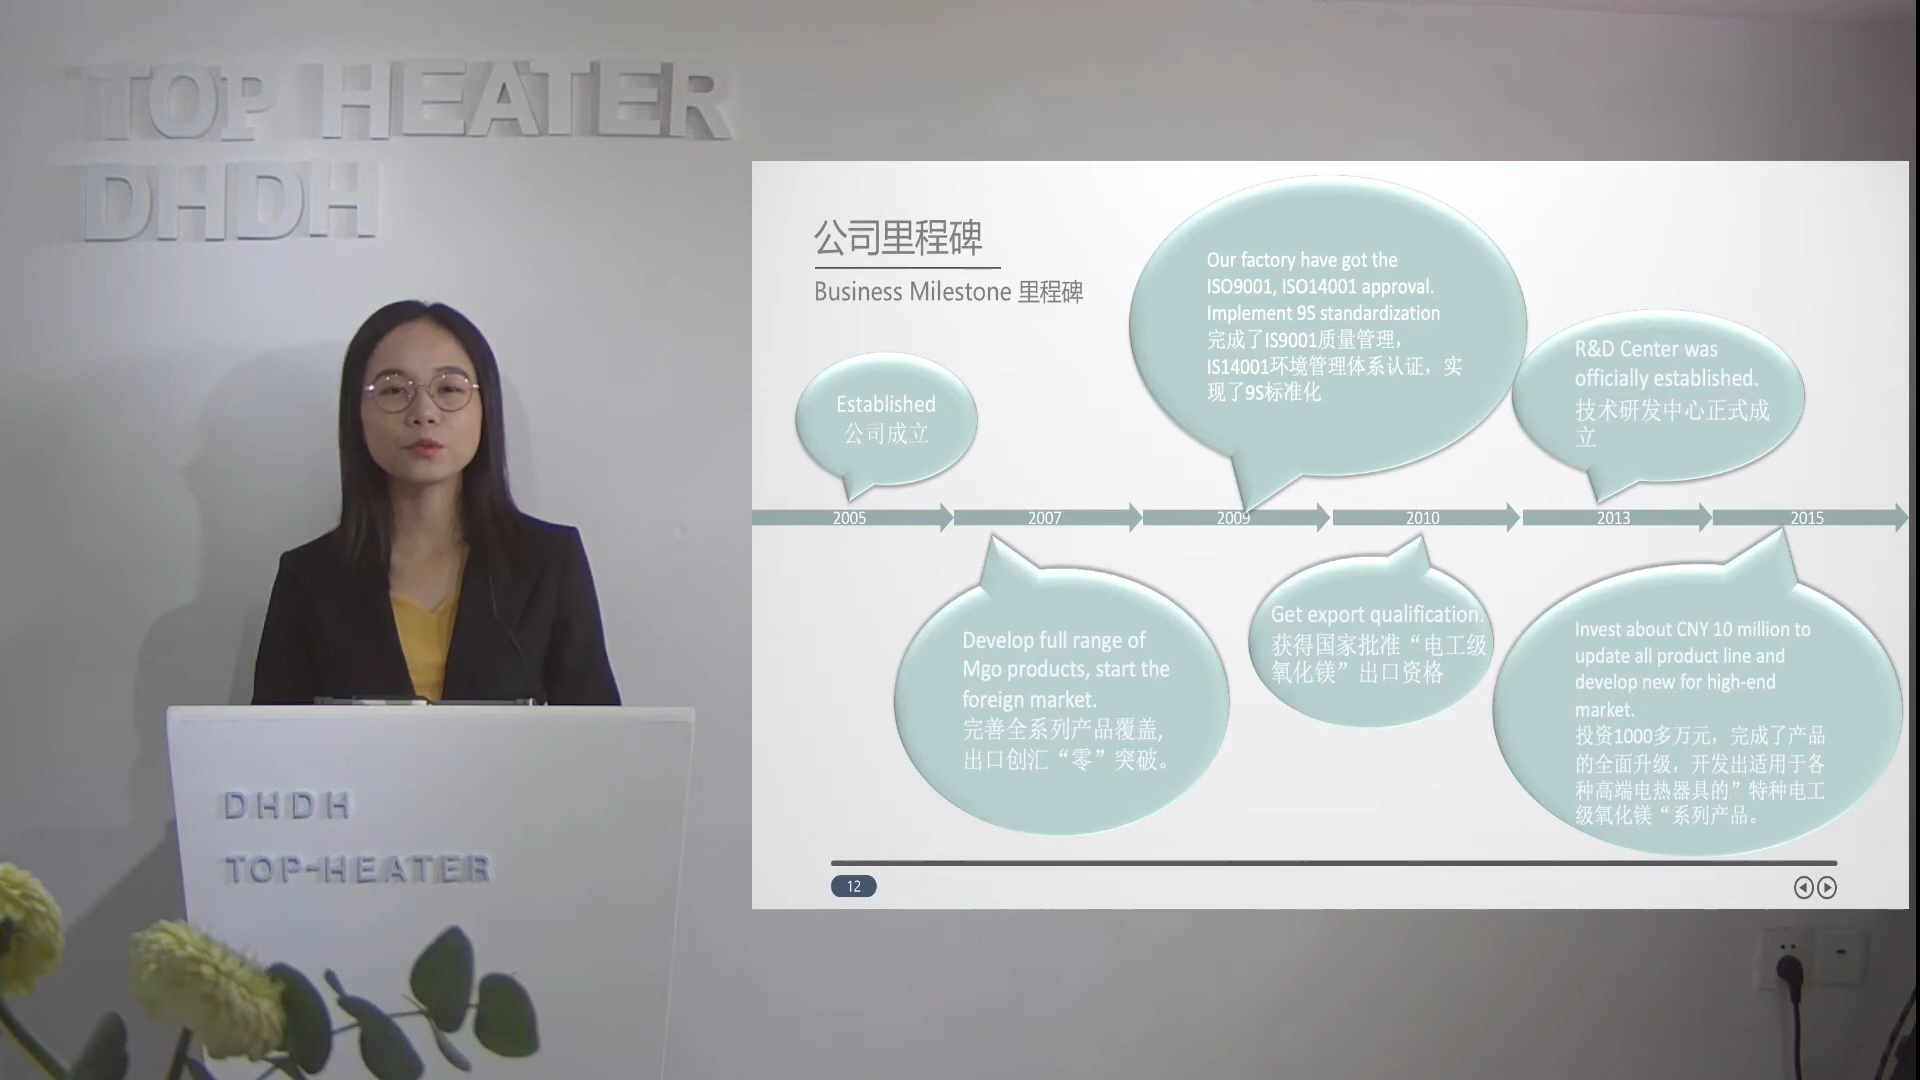 TOP HEATER
DHDH
DHDH
TOP-HEATER
公司里程碑
Business Milestone 里程碑
Established
公司成立
Our factory have got the
ISO9001, ISO14001 approval.
Implement 9S standardization
完成了IS9001质量管理，
IS14001环境管理体系认证，实
现了9S标准化
R&D Center was
officially established.
技术研发中心正式成
立
2005
2007
2009
2010
2013
2015
Develop full range of
Mgo products, start the
foreign market.
完善全系列产品覆盖,
出口创汇“零”突破。
Get export qualification.
获得国家批准“电工级
氧化镁”出口资格
Invest about CNY 10 million to
update all product line and
develop new for high-end
market.
投资1000多万元，完成了产品
的全面升级，开发出适用于各
种高端电热器具的”特种电工
级氧化镁“系列产品。
12